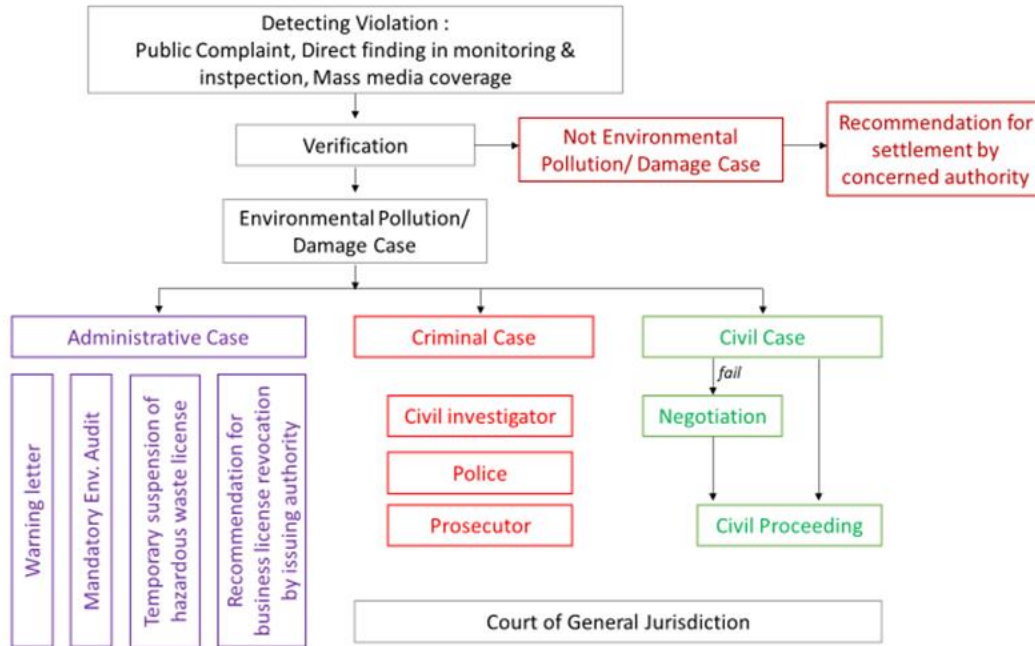 Detecting Violation :
Public Complaint, Direct finding in monitoring &
instpection, Mass media coverage
Verification
Not Environmental
Pollution/ Damage Case
Recommendation for
settlement by
concerned authority
Environmental Pollution/
Damage Case
Administrative Case
Criminal Case
Civil Case
fail
Warning letter
Mandatory Env. Audit
Temporary suspension of
hazardous waste license
Recommendation for
business license revocation
by issuing authority
Civil investigator
Police
Prosecutor
Negotiation
Civil Proceeding
Court of General Jurisdiction